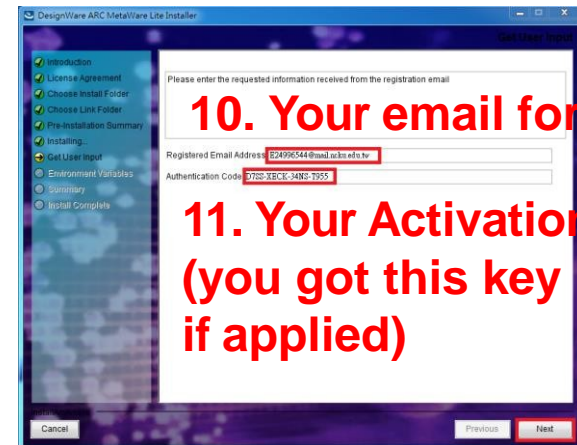 DesignWare ARC MetaWare Lite Installer
Get User Input
Introduction
License Agreement
Choose Install Folder
Choose Link Folder
Pre-Installation Summary
Installing...
Get User Input
Environment Variables
Summary
Install Complete
Please enter the requested information received from the registration email
10. Your email for
Registered Email Address E24996544@mail.ncku.edu.tw
Authentication Code D7SS-XECK-34NS-T955
11. Your Activation
(you got this key
if applied)
Cancel
Previous
Next